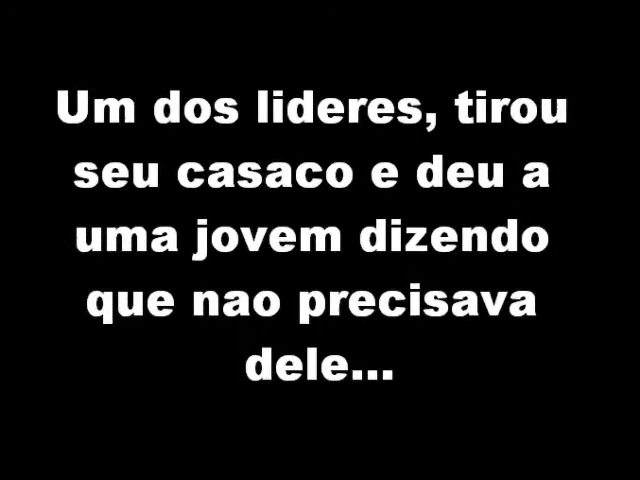 Um dos lideres, tirou
seu casaco e deu a
uma jovem dizendo
que nao precisava
dele...